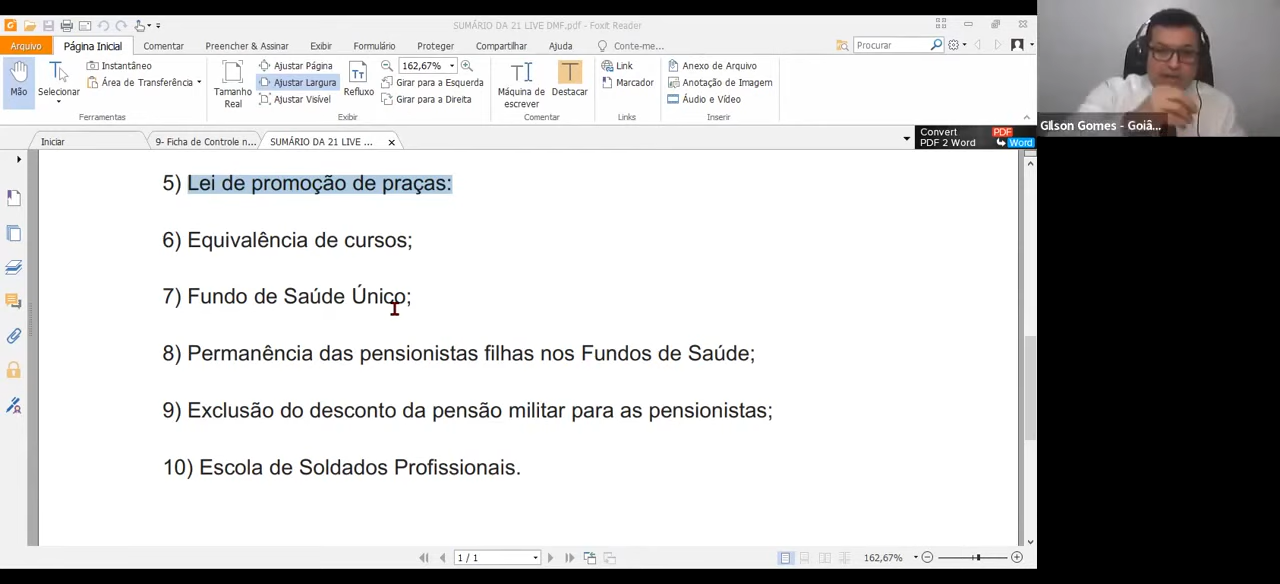 SUMÁRIO DA 21 LIVE DMF.pdf - Foxit Reader
Arquivo Página Inicial Comentar Preencher & Assinar Exibir Formulário Proteger Compartilhar Ajuda Conte-me... Procurar
Mão
Selecionar
Instantâneo
Área de Transferência
Ferramentas
Tamanho Real
Ajustar Página
Ajustar Largura
Ajustar Visível
Refluxo
162,67%
Girar para a Esquerda
Girar para a Direita
Exibir
Máquina de escrever
Destacar
Comentar
Link
Marcador
Links
Anexo de Arquivo
Anotação de Imagem
Áudio e Vídeo
Inserir
Gilson Gomes - Goiâ...
Iniciar 9- Ficha de Controle n... SUMÁRIO DA 21 LIVE ...
Convert PDF
PDF 2 Word Word
5) Lei de promoção de praças:
6) Equivalência de cursos;
7) Fundo de Saúde Único;
8) Permanência das pensionistas filhas nos Fundos de Saúde;
9) Exclusão do desconto da pensão militar para as pensionistas;
10) Escola de Soldados Profissionais.
1 / 1 162,67%